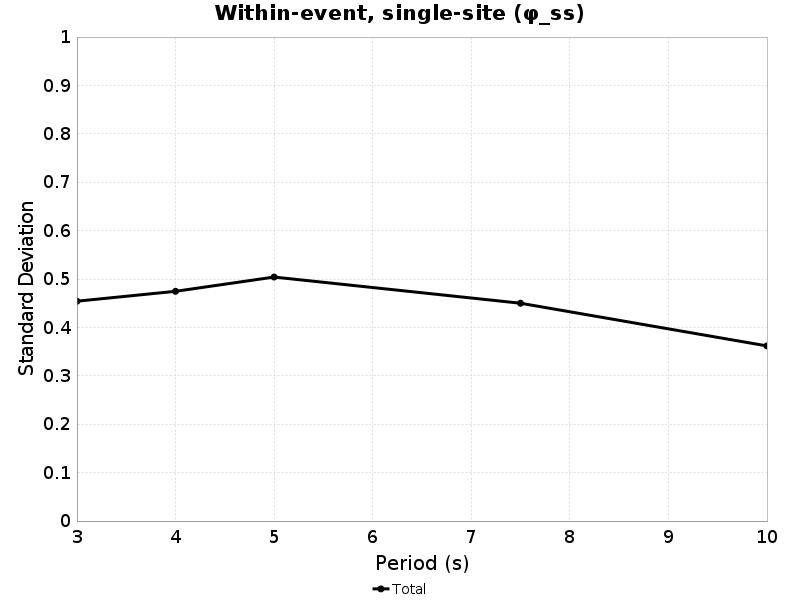 Within-event, single-site (φ_ss)
1
0.9
0.8
0.7
0.6
0.5
0.4
0.3
0.2
0.1
0
Standard Deviation
3 4 5 6 7 8 9 10
Period (s)
Total